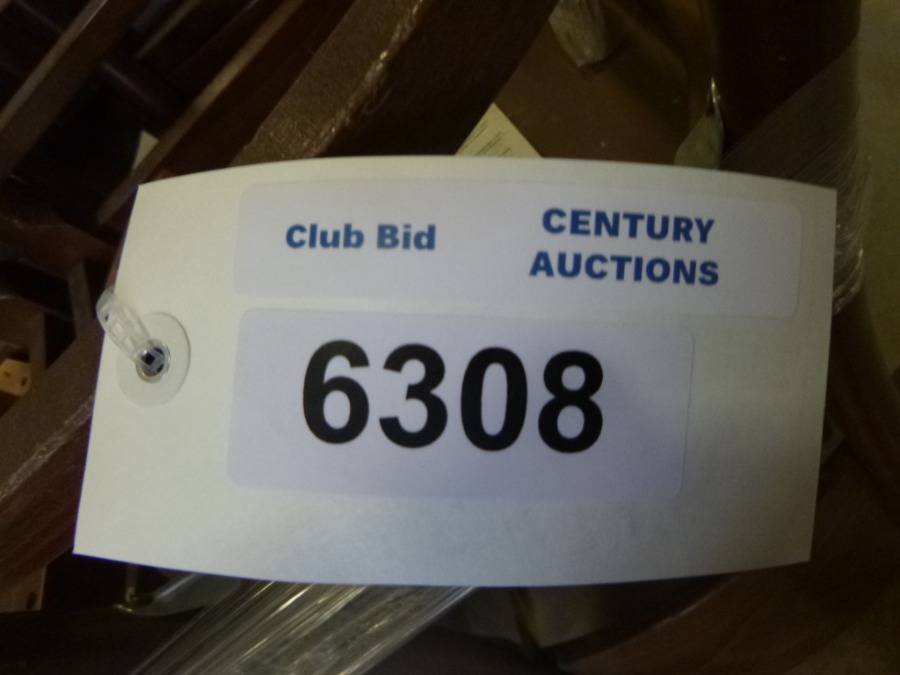 Club Bid
CENTURY
AUCTIONS
6308